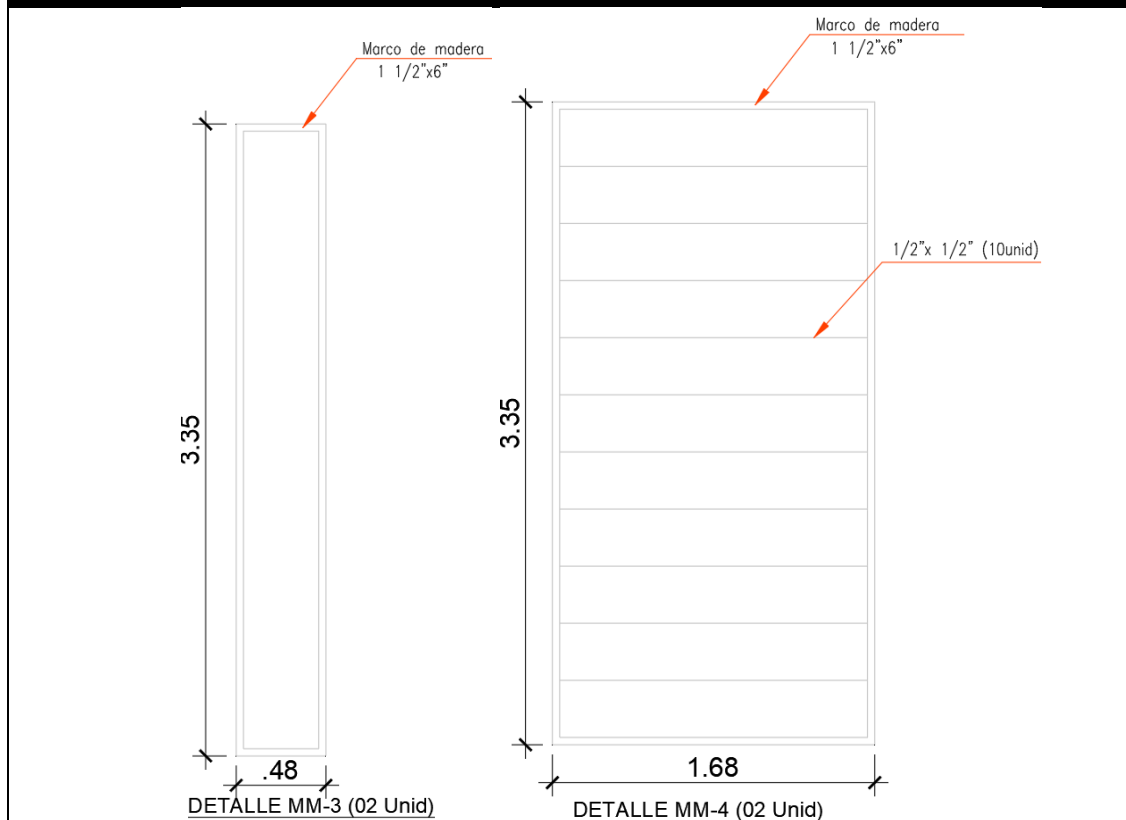 Marco de madera
1 1/2"x6"
3.35
.48
DETALLE MM-3 (02 Unid)
Marco de madera
1 1/2"x6"
1/2"x 1/2" (10unid)
3.35
1.68
DETALLE MM-4 (02 Unid)